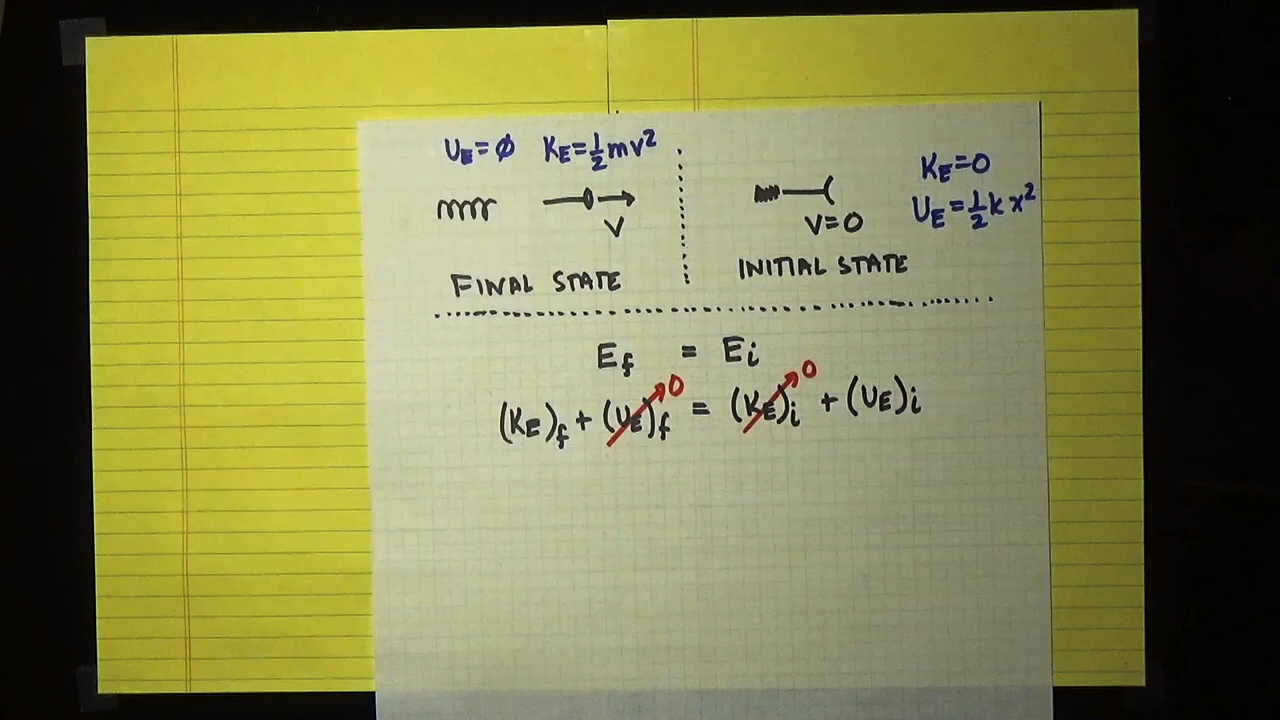 U_E = ∅ K_E = ½mv²
V
FINAL STATE
K_E = 0
U_E = ½kx²
V = 0
INITIAL STATE
E_f = E_i
0 0
(K_E)_f + (U_E)_f = (K_E)_i + (U_E)_i